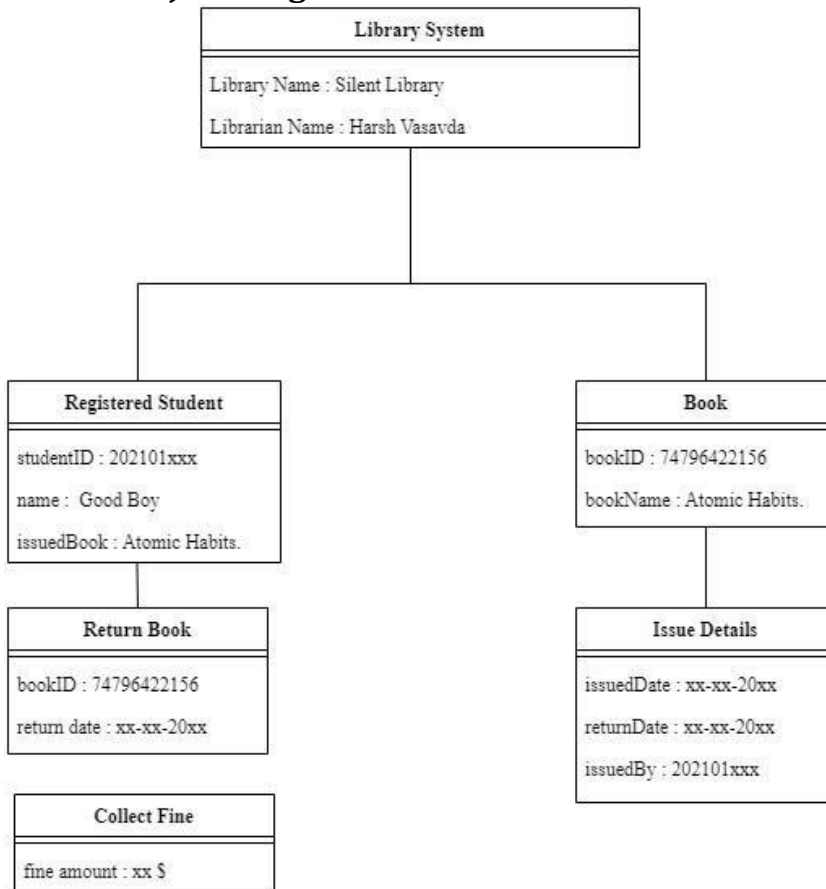 Library System
Library Name : Silent Library
Librarian Name : Harsh Vasavda
Registered Student
studentID : 202101xxx
name : Good Boy
issuedBook : Atomic Habits.
Book
bookID : 74796422156
bookName : Atomic Habits.
Return Book
bookID : 74796422156
return date : xx-xx-20xx
Issue Details
issuedDate : xx-xx-20xx
returnDate : xx-xx-20xx
issuedBy : 202101xxx
Collect Fine
fine amount : xx $